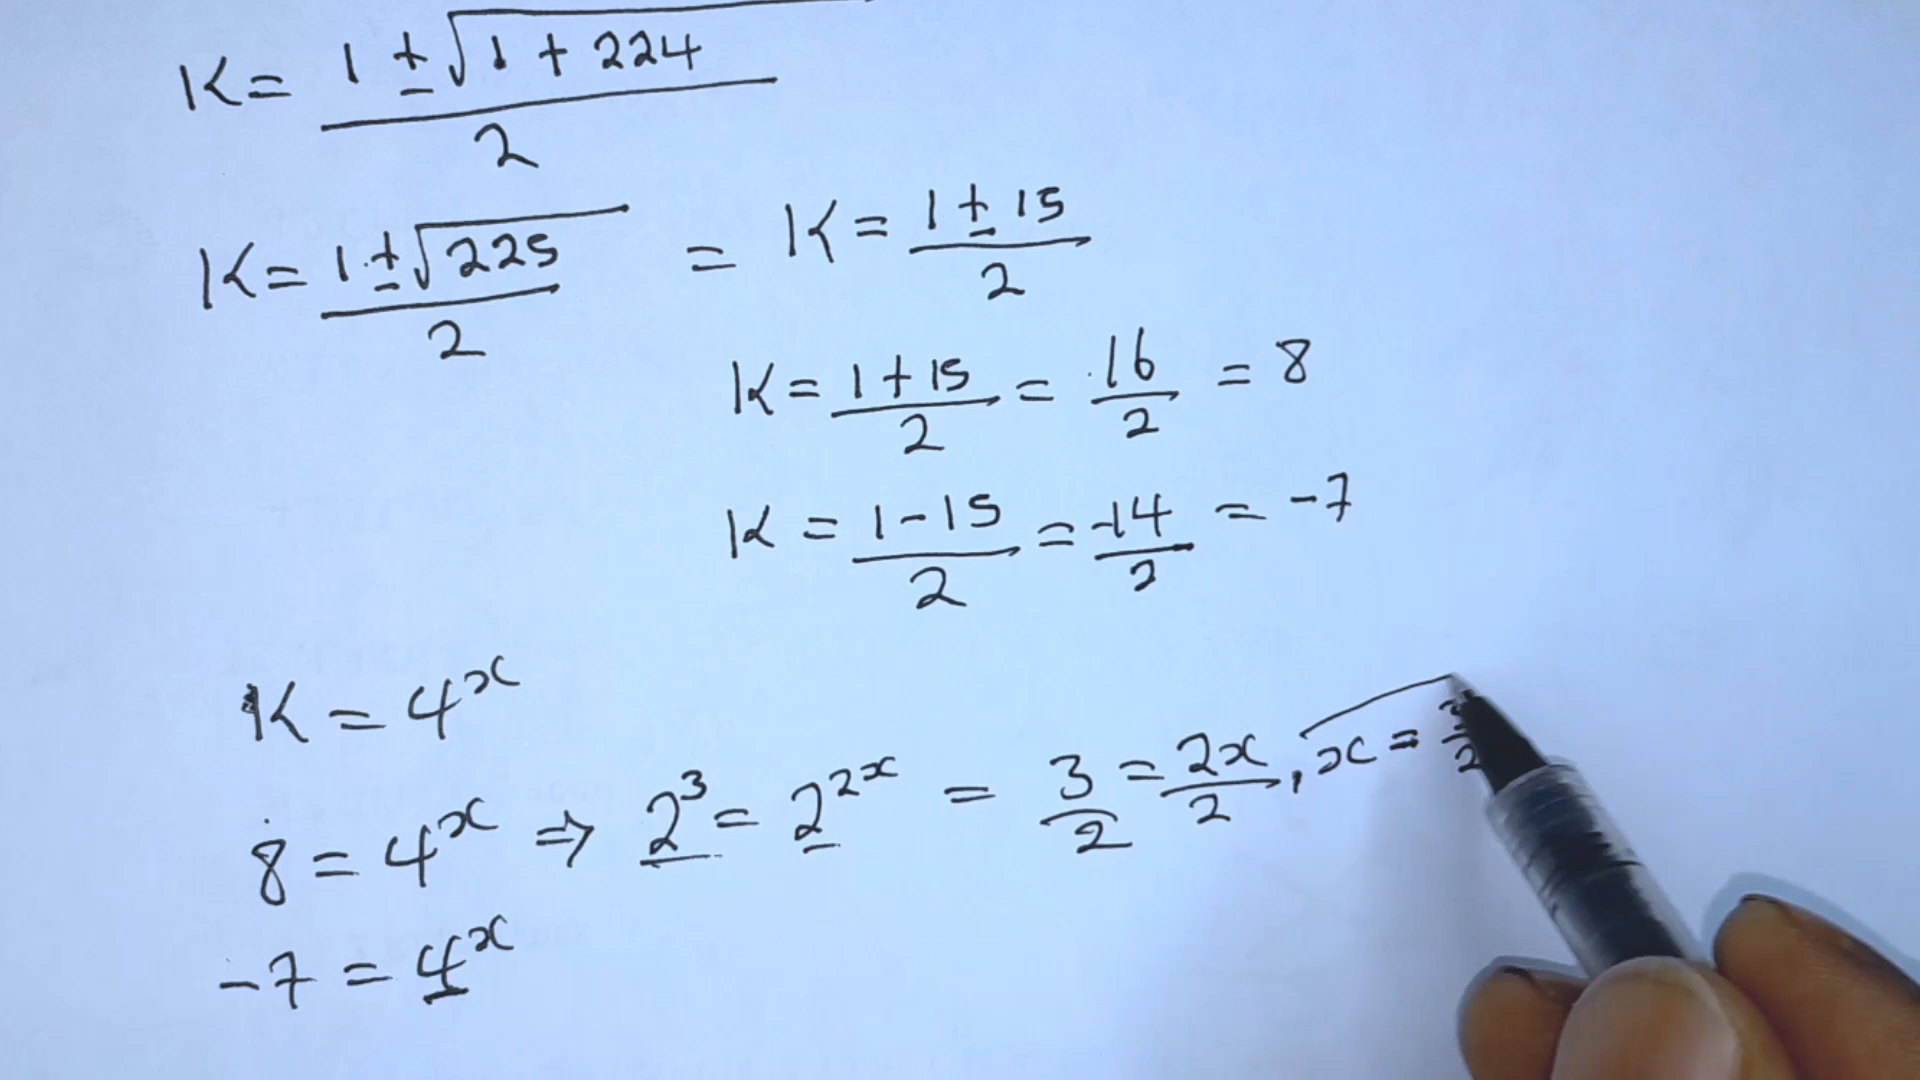 K = 1 ± √1 + 224 / 2
K = 1 ± √225 / 2 = K = 1 ± 15 / 2
K = 1 + 15 / 2 = 16 / 2 = 8
K = 1 - 15 / 2 = -14 / 2 = -7
K = 4^x
8 = 4^x ⇒ 2^3 = 2^2x = 3 / 2 = 2x / 2, x =
-7 = 4^x